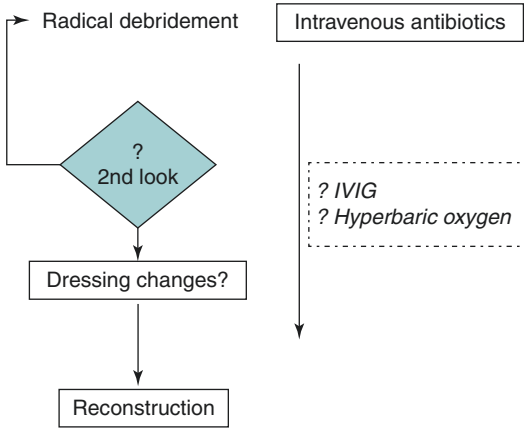 Radical debridement
Intravenous antibiotics
?
2nd look
? IVIG
? Hyperbaric oxygen
Dressing changes?
Reconstruction